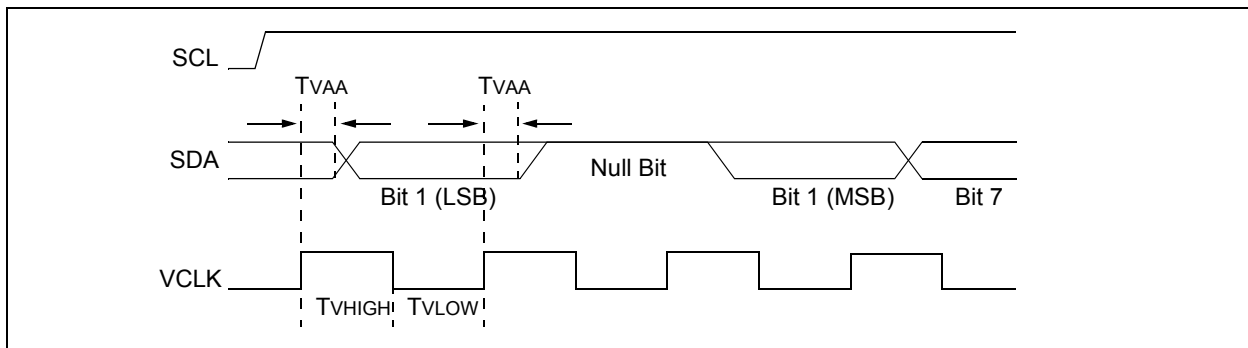 SCL
TVAA TVAA
SDA
Null Bit
Bit 1 (LSB) Bit 1 (MSB) Bit 7
VCLK
TVHIGH TVLOW